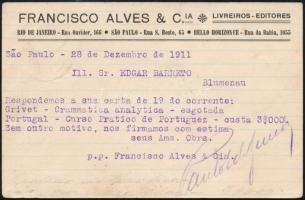 FRANCISCO ALVES & C.IA LIVREIROS-EDITORES
RIO DE JANEIRO - Rua Ouvidor, 166 SÃO PAULO - Rua S. Bento, 65 BELLO HORIZONTE - Rua da Bahia, 1055
São Paulo - 28 de Dezembro de 1911
Ill. Sr. EDGAR BARRETO
Blumenau
Respondemos a sua carta de 19 do corrente:
Grivet - Grammatica analytica - esgotada
Portugal - Curso Pratico de Portuguez - custa 3$000.
Sem outro motivo, nos firmamos com estima
seus Ams. Obrs.
p.p. Francisco Alves & Cia.